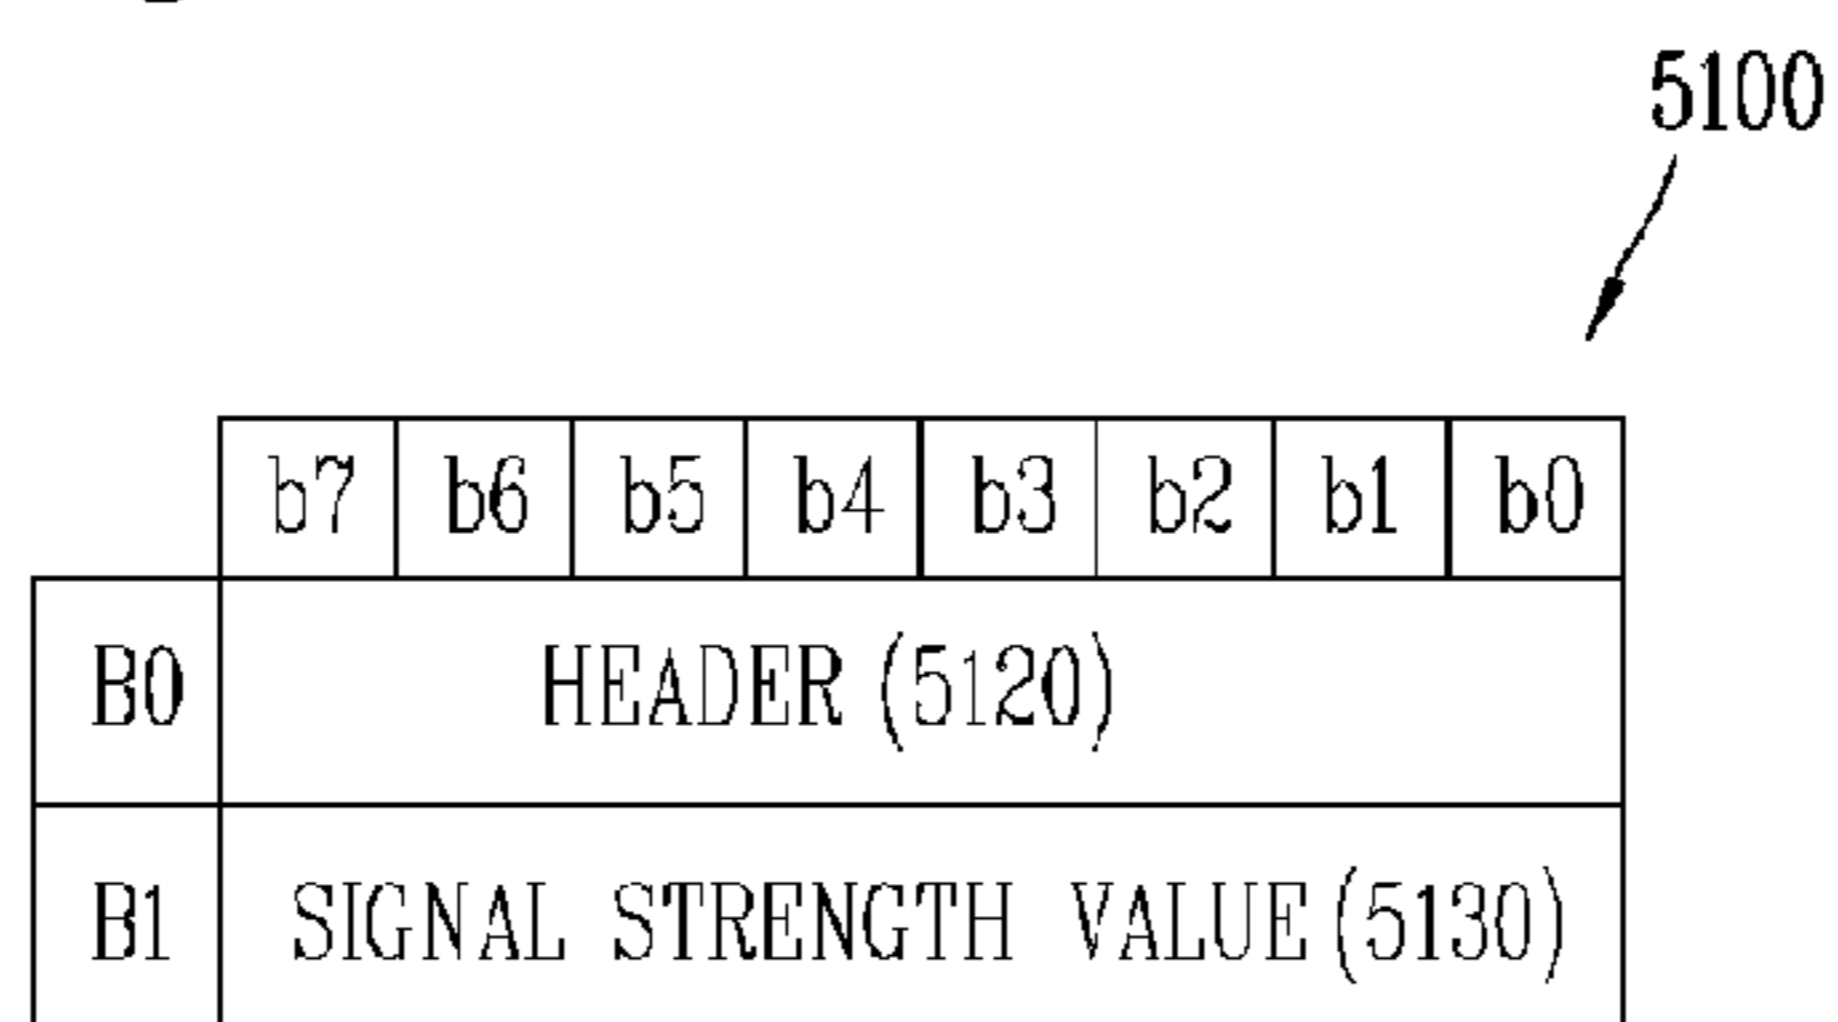 5100
b7 b6 b5 b4 b3 b2 b1 b0
B0 HEADER (5120)
B1 SIGNAL STRENGTH VALUE (5130)